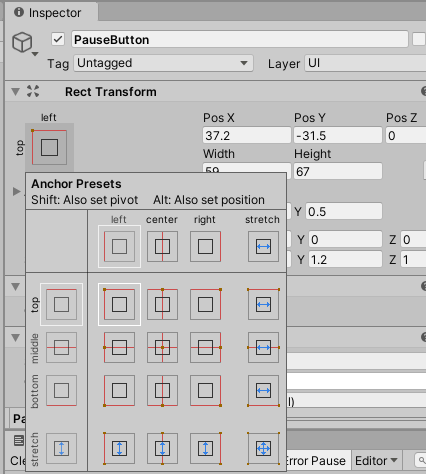 Inspector
PauseButton
Tag Untagged Layer UI
Rect Transform
left
top
Pos X Pos Y Pos Z
37.2 -31.5 0
Width Height
59 67
Anchor Presets
Shift: Also set pivot Alt: Also set position
Y 0.5
left center right stretch
Y 0 Z 0
Y 1.2 Z 1
top
middle
bottom
stretch
Pa
Cle
Error Pause Editor